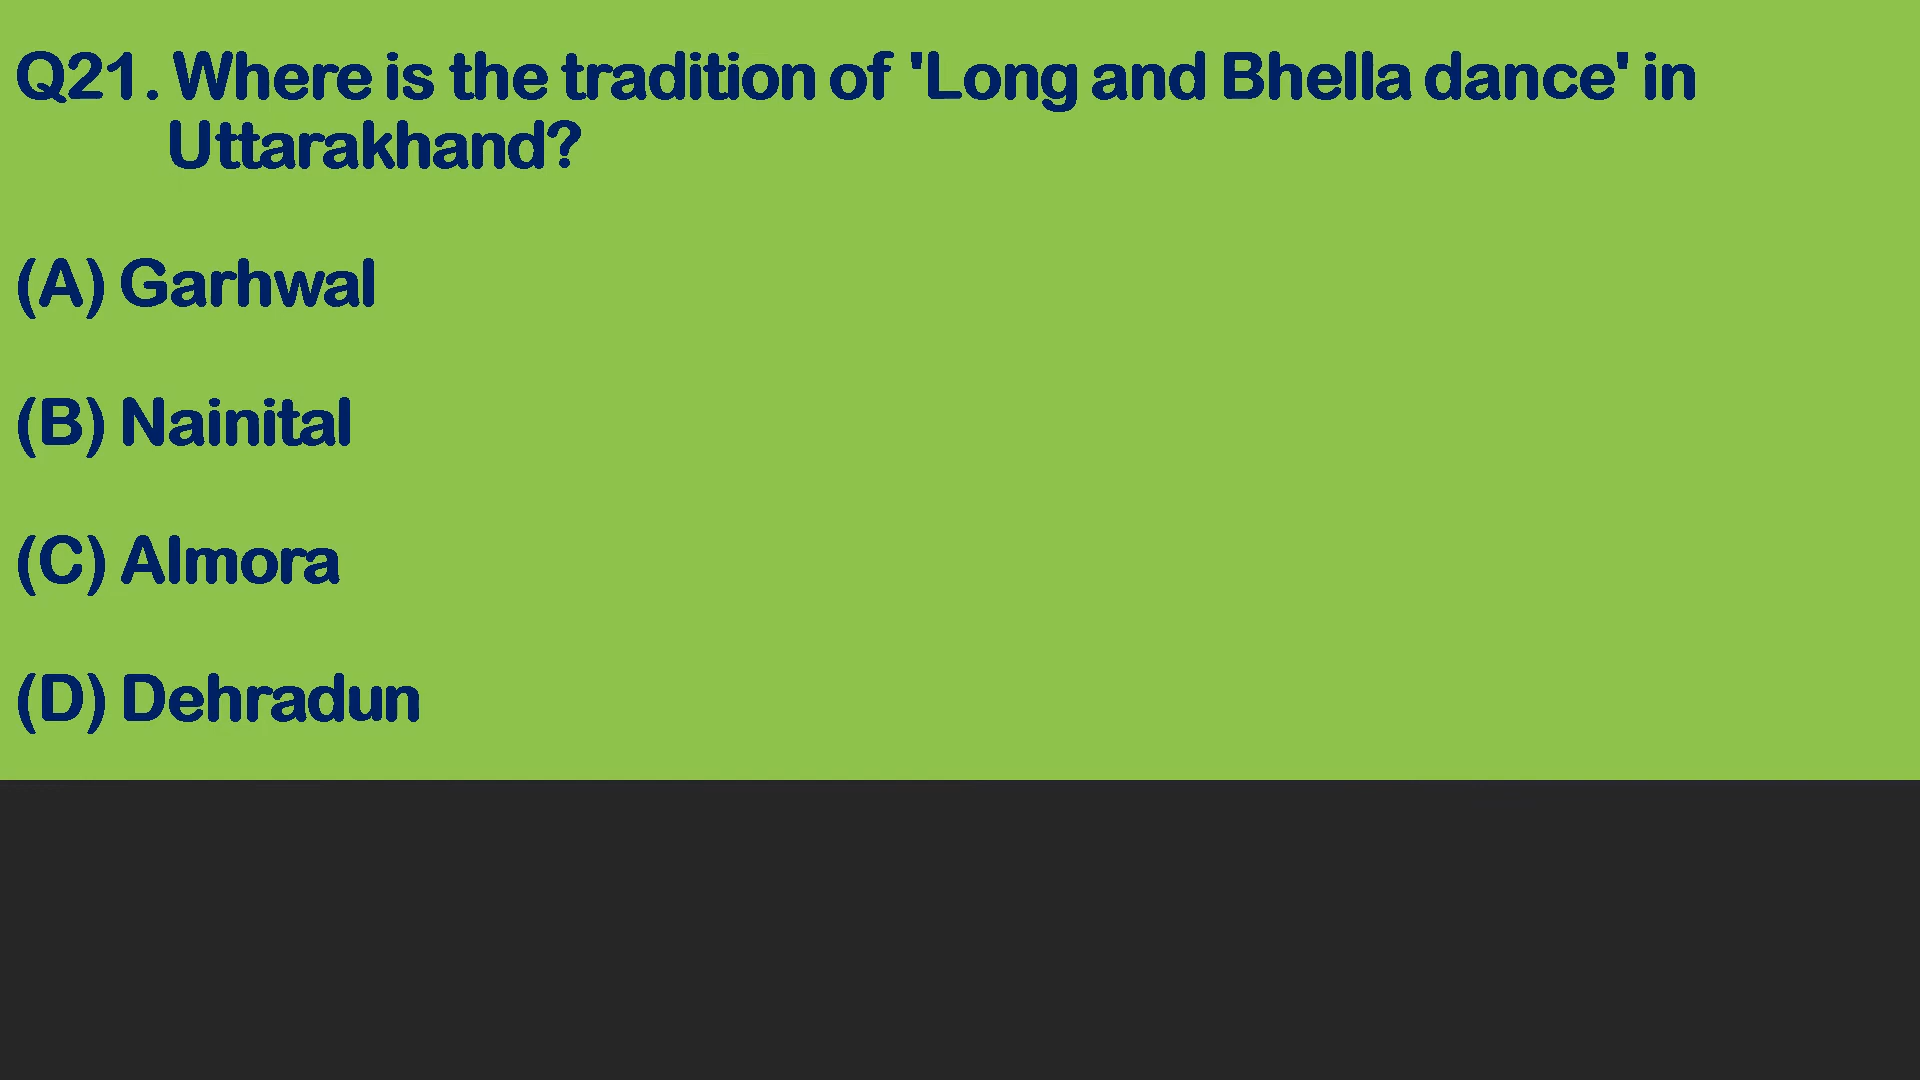 Q21. Where is the tradition of 'Long and Bhella dance' in
Uttarakhand?
(A) Garhwal
(B) Nainital
(C) Almora
(D) Dehradun